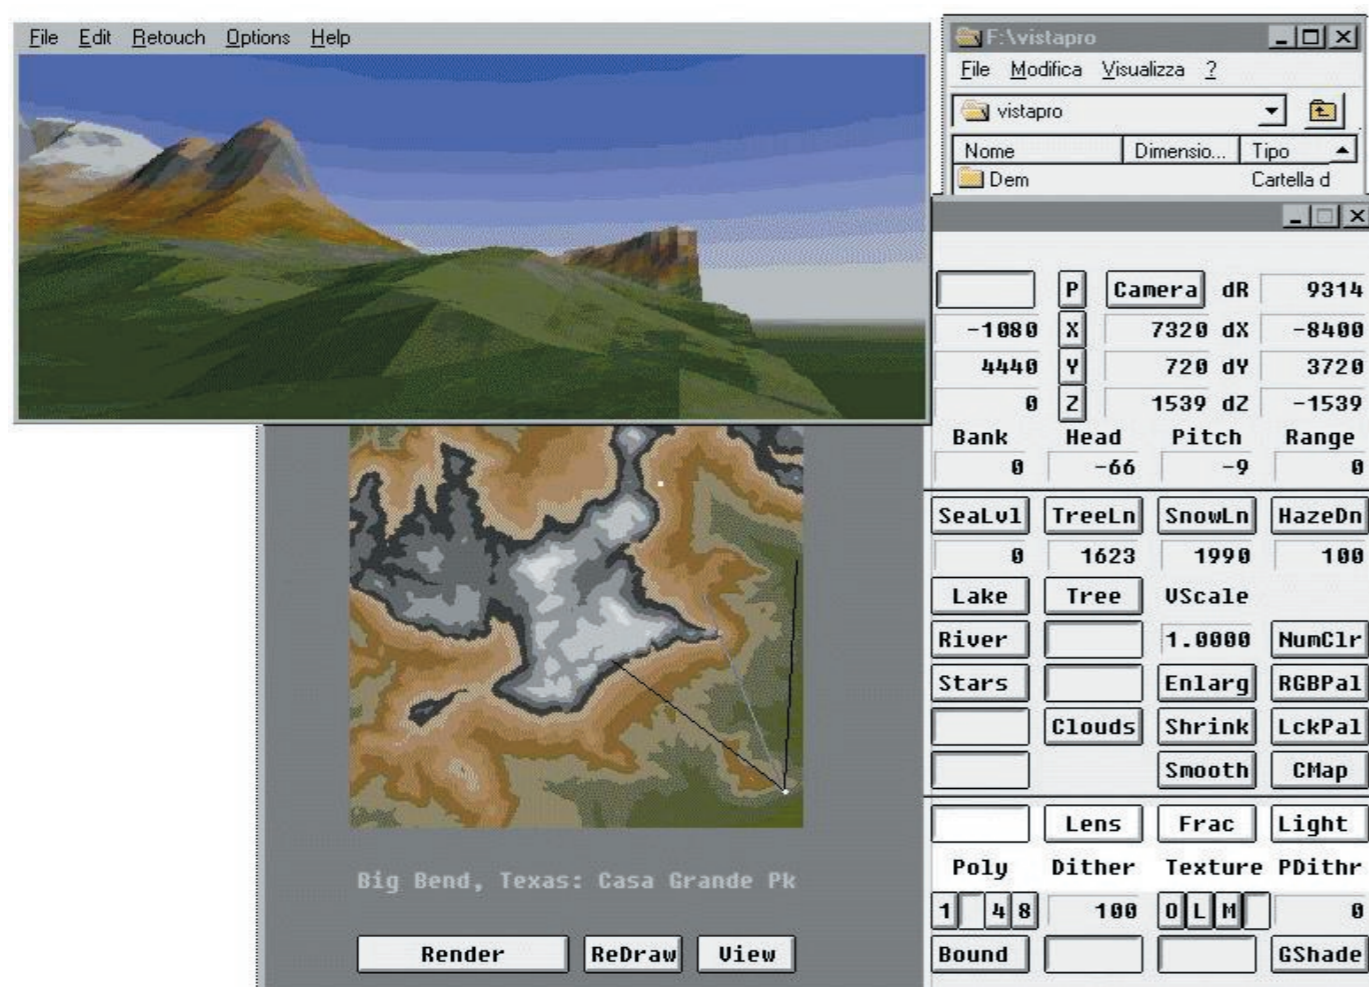 File Edit Retouch Options Help
F:\vistapro
File Modifica Visualizza ?
vistapro
Nome Dimensio... Tipo
Dem Cartella d
P Camera dR 9314
-1080 X 7320 dX -8400
4440 Y 720 dY 3720
0 Z 1539 dZ -1539
Bank Head Pitch Range
0 -66 -9 0
SeaLvl TreeLn SnowLn HazeDn
0 1623 1990 100
Lake Tree VScale
River 1.0000 NumClr
Stars Enlarg RGBPal
Clouds Shrink LckPal
Smooth CMap
Lens Frac Light
Poly Dither Texture PDithr
1 4 8 100 O L M 0
Bound GShade
Big Bend, Texas: Casa Grande Pk
Render ReDraw View